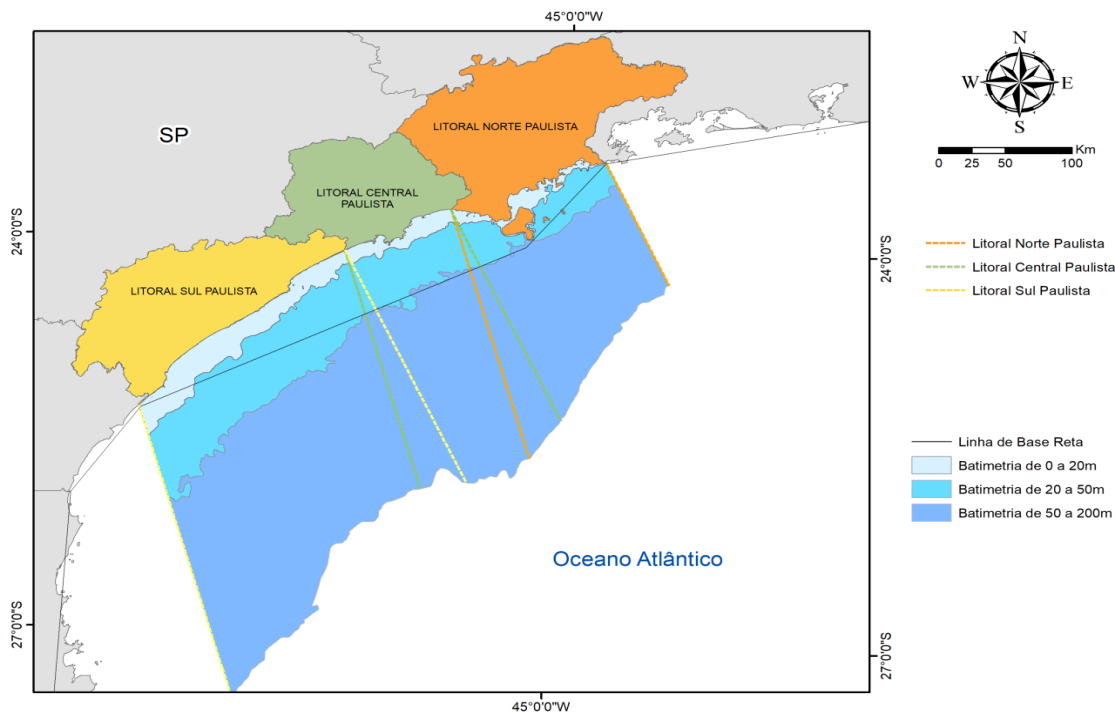 45°0'0"W
N
W
E
S
Km
0
25
50
100
SP
LITORAL NORTE PAULISTA
LITORAL CENTRAL
PAULISTA
LITORAL SUL PAULISTA
24°0'0"S
24°0'0"S
Litoral Norte Paulista
Litoral Central Paulista
Litoral Sul Paulista
Linha de Base Reta
Batimetria de 0 a 20m
Batimetria de 20 a 50m
Batimetria de 50 a 200m
Oceano Atlântico
27°0'0"S
27°0'0"S
45°0'0"W